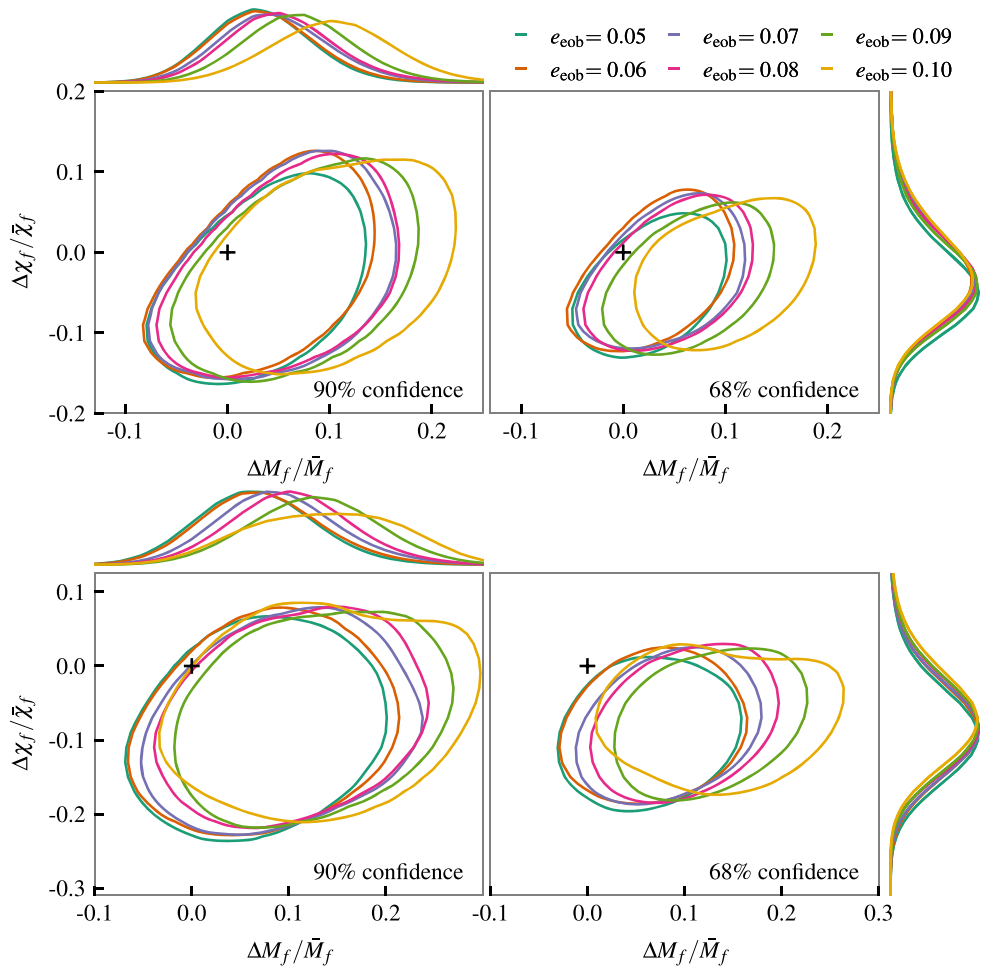 e_eob = 0.05 e_eob = 0.07 e_eob = 0.09
e_eob = 0.06 e_eob = 0.08 e_eob = 0.10
0.2
0.1
0.0
-0.1
-0.2
Δχ_f/χ̄_f
90% confidence
68% confidence
-0.1 0.0 0.1 0.2
-0.1 0.0 0.1 0.2
ΔM_f/M̄_f
ΔM_f/M̄_f
0.1
0.0
-0.1
-0.2
-0.3
Δχ_f/χ̄_f
90% confidence
68% confidence
-0.1 0.0 0.1 0.2
0.0 0.1 0.2 0.3
ΔM_f/M̄_f
ΔM_f/M̄_f